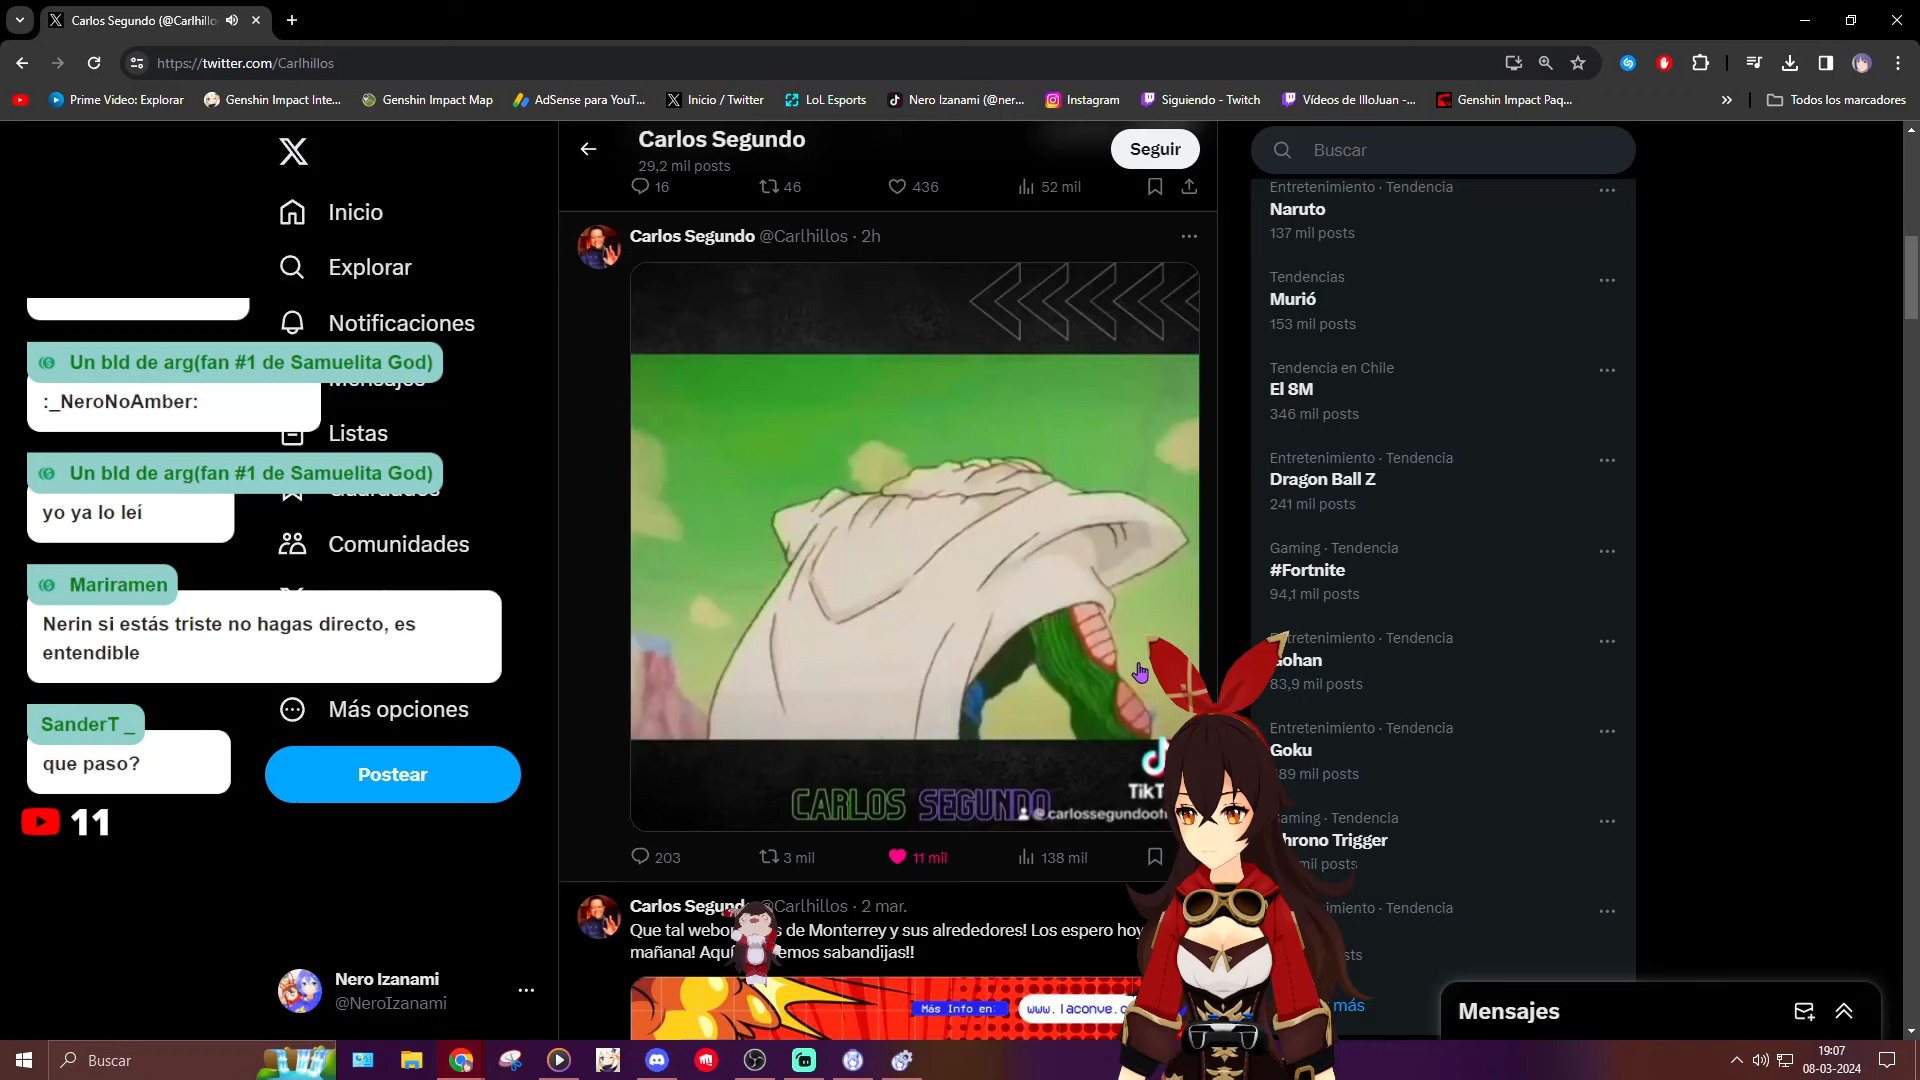 Carlos Segundo (@Carlhillo
https://twitter.com/Carlhillos
Prime Video: Explorar
Genshin Impact Inte...
Genshin Impact Map
AdSense para YouT...
Inicio / Twitter
LoL Esports
Nero Izanami (@ner...
Instagram
Siguiendo - Twitch
Vídeos de IlloJuan -...
Genshin Impact Paq...
Todos los marcadores
Inicio
Explorar
Notificaciones
Mensajes
Listas
Guardados
Comunidades
Más opciones
Postear
Nero Izanami
@NeroIzanami
Un bld de arg(fan #1 de Samuelita God)
:_NeroNoAmber:
Un bld de arg(fan #1 de Samuelita God)
yo ya lo leí
Mariramen
Nerin si estás triste no hagas directo, es
entendible
SanderT _
que paso?
11
Carlos Segundo
29,2 mil posts
Seguir
16
46
436
52 mil
Carlos Segundo @Carlhillos · 2h
TikT
CARLOS SEGUNDO
@carlossegundoofi
203
3 mil
11 mil
138 mil
Carlos Segundo @Carlhillos · 2 mar.
Que tal webo de Monterrey y sus alrededores! Los espero hoy
mañana! Aquí emos sabandijas!!
Más Info en:
www.laconve.c
Buscar
Entretenimiento · Tendencia
Naruto
137 mil posts
Tendencias
Murió
153 mil posts
Tendencia en Chile
El 8M
346 mil posts
Entretenimiento · Tendencia
Dragon Ball Z
241 mil posts
Gaming · Tendencia
#Fortnite
94,1 mil posts
Entretenimiento · Tendencia
Gohan
83,9 mil posts
Entretenimiento · Tendencia
Goku
89 mil posts
Gaming · Tendencia
Chrono Trigger
mil posts
imiento · Tendencia
sts
más
Mensajes
Buscar
19:07
08-03-2024